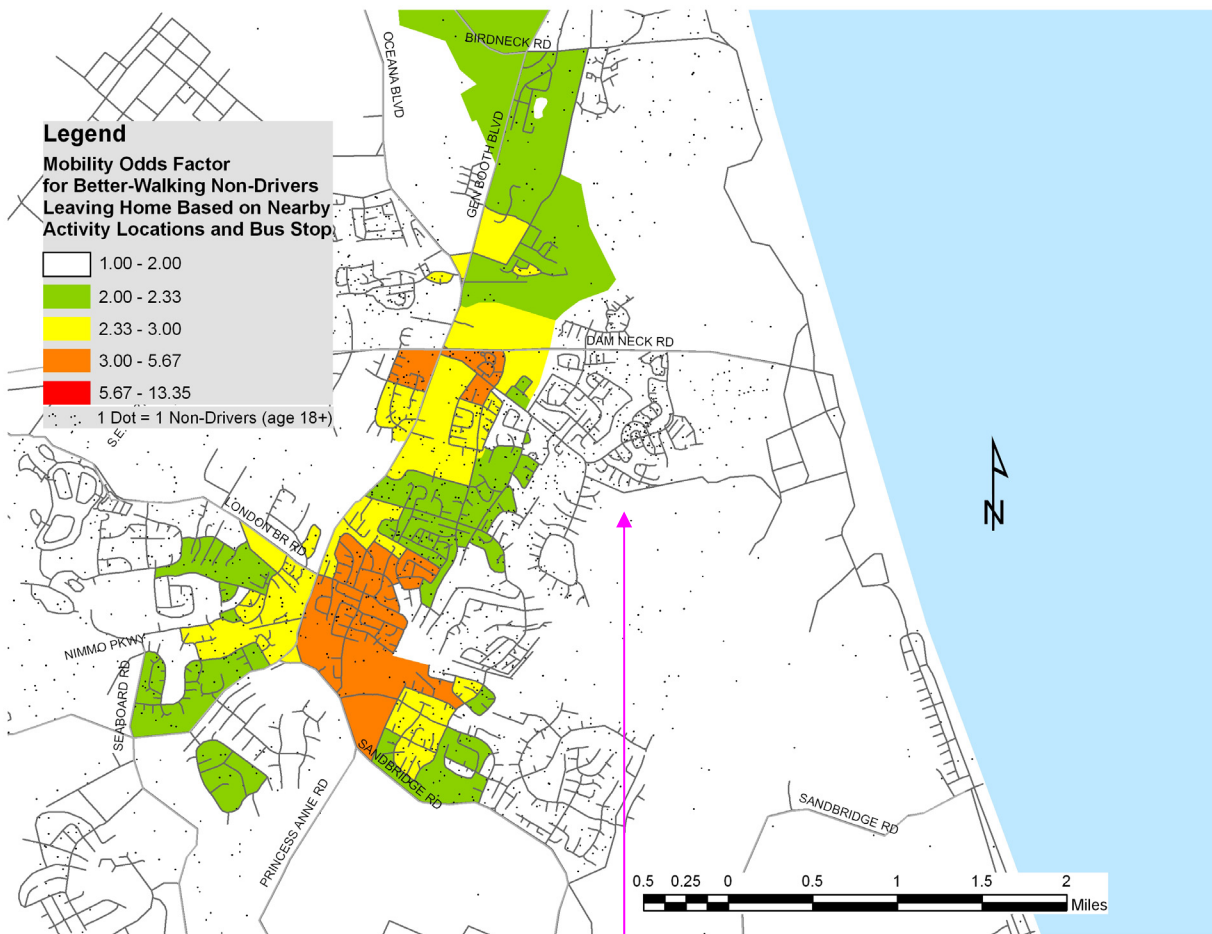 BIRDNECK RD
OCEANA BLVD
GEN BOOTH BLVD
Legend
Mobility Odds Factor
for Better-Walking Non-Drivers
Leaving Home Based on Nearby
Activity Locations and Bus Stop
1.00 - 2.00
2.00 - 2.33
2.33 - 3.00
3.00 - 5.67
5.67 - 13.35
1 Dot = 1 Non-Drivers (age 18+)
DAM NECK RD
S.E.
N
LONDON BR RD
NIMMO PKWY
SEABOARD RD
SANDBRIDGE RD
PRINCESS ANNE RD
SANDBRIDGE RD
0.5 0.25 0 0.5 1 1.5 2
Miles